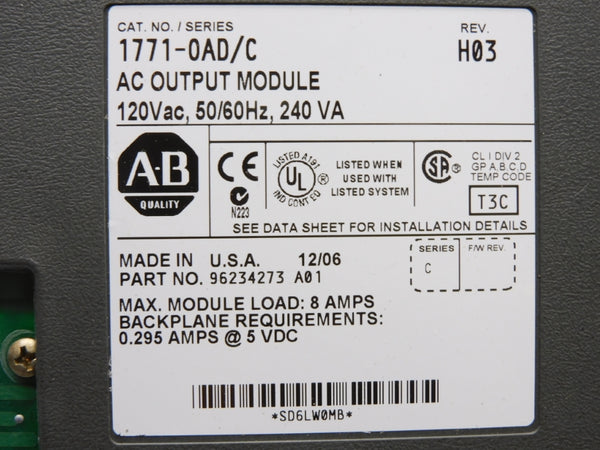 CAT. NO. / SERIES REV.
1771-OAD/C H03
AC OUTPUT MODULE
120Vac, 50/60Hz, 240 VA
A-B
QUALITY
CE
N223
LISTED A191
UL
IND CONT EQ
LISTED WHEN
USED WITH
LISTED SYSTEM
SA
CL I DIV 2
GP A,B,C,D
TEMP CODE
T3C
SEE DATA SHEET FOR INSTALLATION DETAILS
MADE IN U.S.A. 12/06
SERIES F/W REV.
C
PART NO. 96234273 A01
MAX. MODULE LOAD: 8 AMPS
BACKPLANE REQUIREMENTS:
0.295 AMPS @ 5 VDC
*SD6LW0MB*